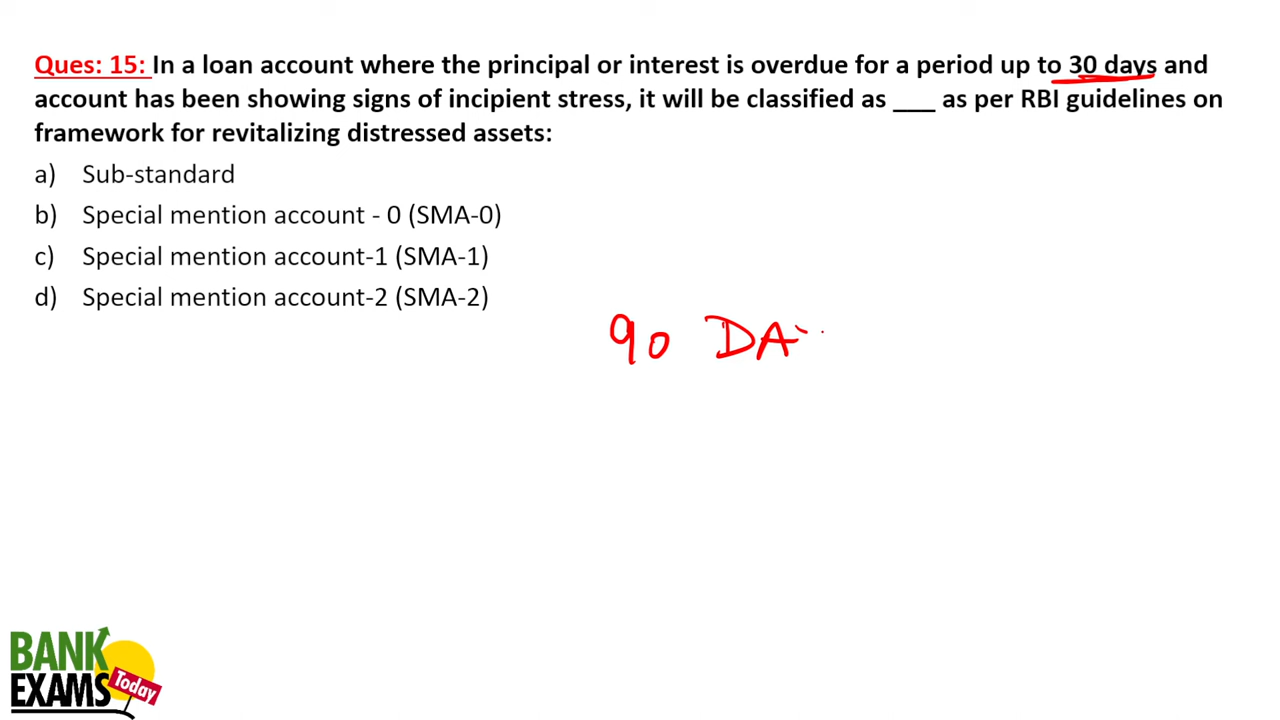 Ques: 15: In a loan account where the principal or interest is overdue for a period up to 30 days and
account has been showing signs of incipient stress, it will be classified as ___ as per RBI guidelines on
framework for revitalizing distressed assets:
a) Sub-standard
b) Special mention account - 0 (SMA-0)
c) Special mention account-1 (SMA-1)
d) Special mention account-2 (SMA-2)
90 DA
BANK
EXAMS Today